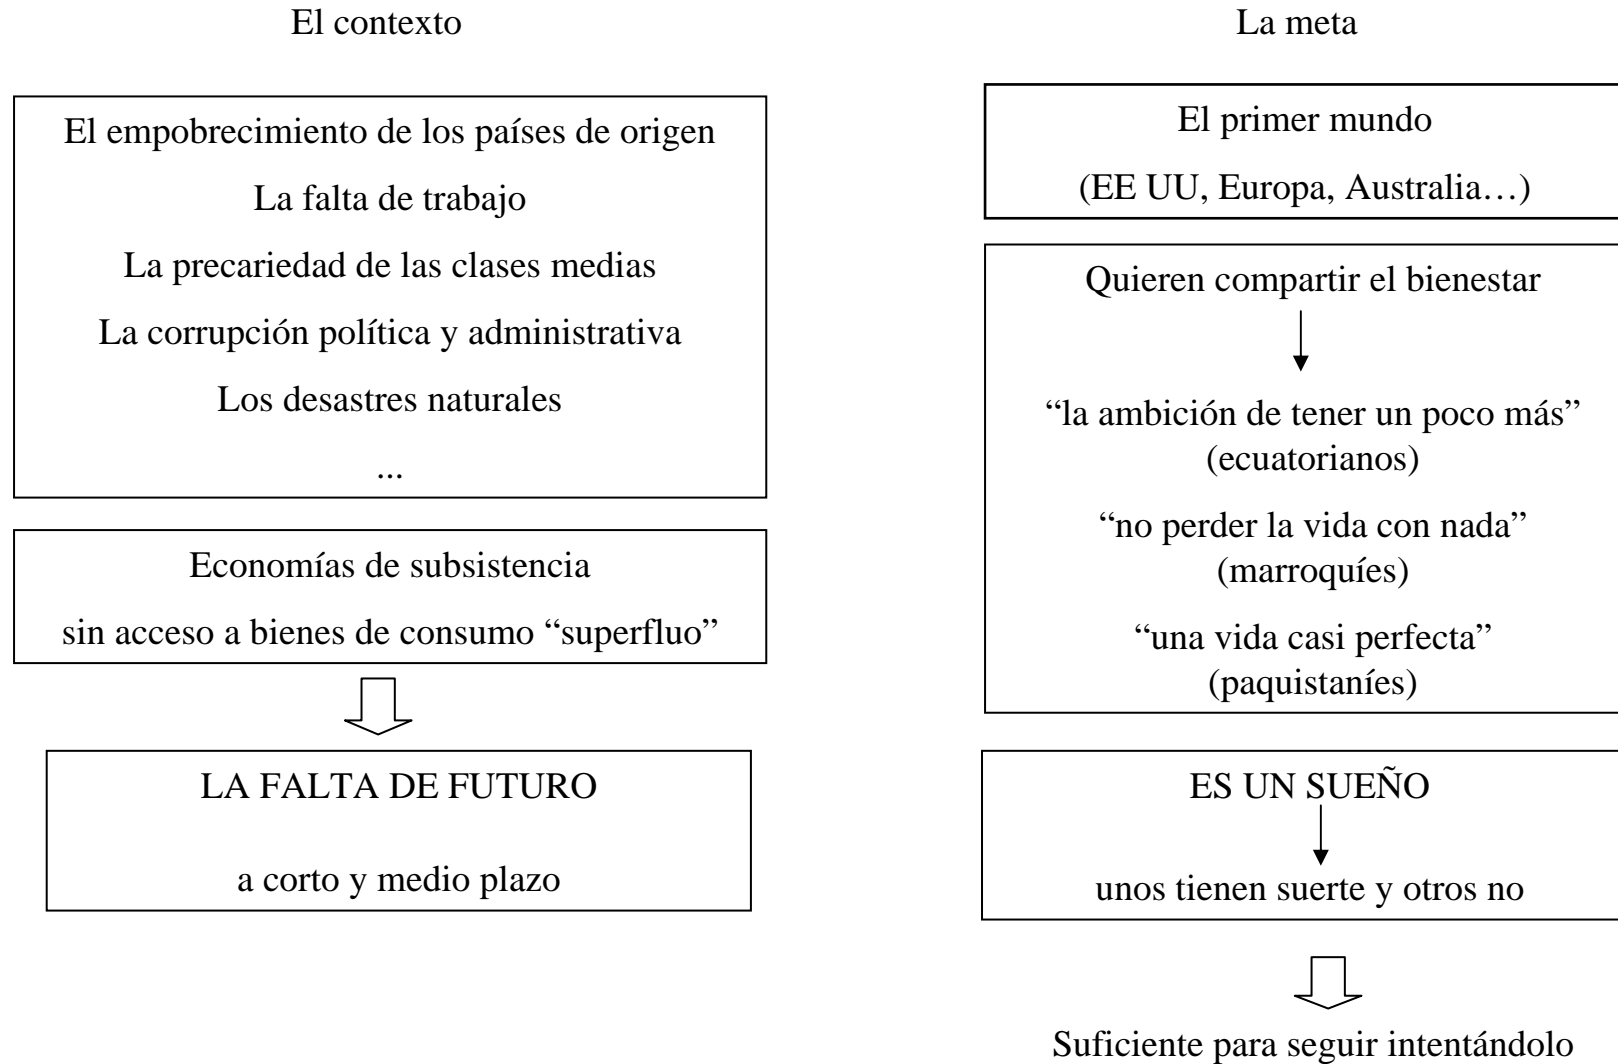 El contexto
El empobrecimiento de los países de origen
La falta de trabajo
La precariedad de las clases medias
La corrupción política y administrativa
Los desastres naturales
...
Economías de subsistencia
sin acceso a bienes de consumo “superfluo”
LA FALTA DE FUTURO
a corto y medio plazo
La meta
El primer mundo
(EE UU, Europa, Australia…)
Quieren compartir el bienestar
“la ambición de tener un poco más”
(ecuatorianos)
“no perder la vida con nada”
(marroquíes)
“una vida casi perfecta”
(paquistaníes)
ES UN SUEÑO
unos tienen suerte y otros no
Suficiente para seguir intentándolo